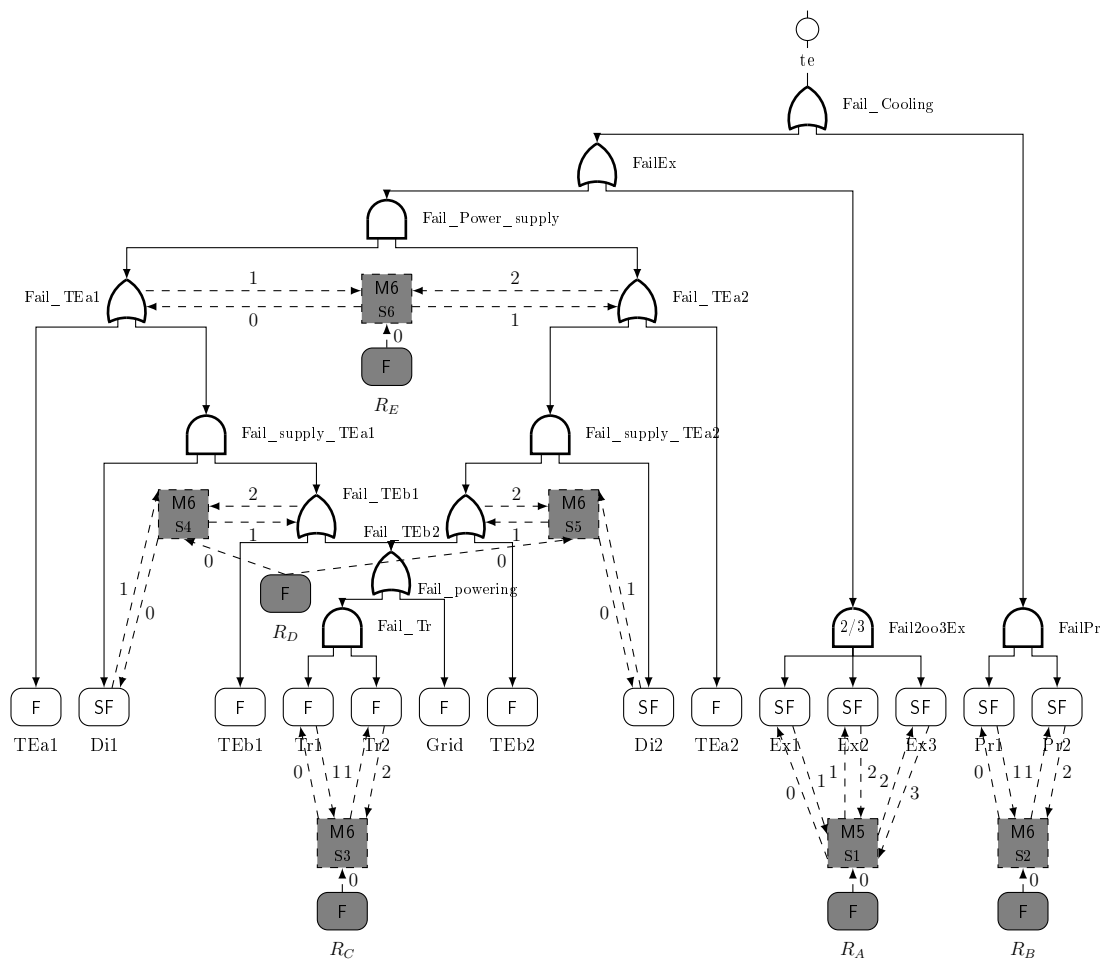 te
Fail_Cooling
FailEx
Fail_Power_supply
1
2
Fail_TEa1
M6
S6
Fail_TEa2
0
1
0
F
R_E
Fail_supply_TEa1
Fail_supply_TEa2
M6
S4
2
Fail_TEb1
2
M6
S5
1
Fail_TEb2
1
0
0
1
0
F
Fail_powering
0
1
R_D
Fail_Tr
2/3
Fail2oo3Ex
FailPr
F
SF
F
F
F
F
F
SF
F
SF
SF
SF
SF
SF
TEa1
Di1
TEb1
Tr1
Tr2
Grid
TEb2
Di2
TEa2
Ex1
Ex2
Ex3
Pr1
Pr2
0
1
1
2
0
1
1
2
2
3
0
1
1
2
M6
S3
M5
S1
M6
S2
0
0
0
F
F
F
R_C
R_A
R_B